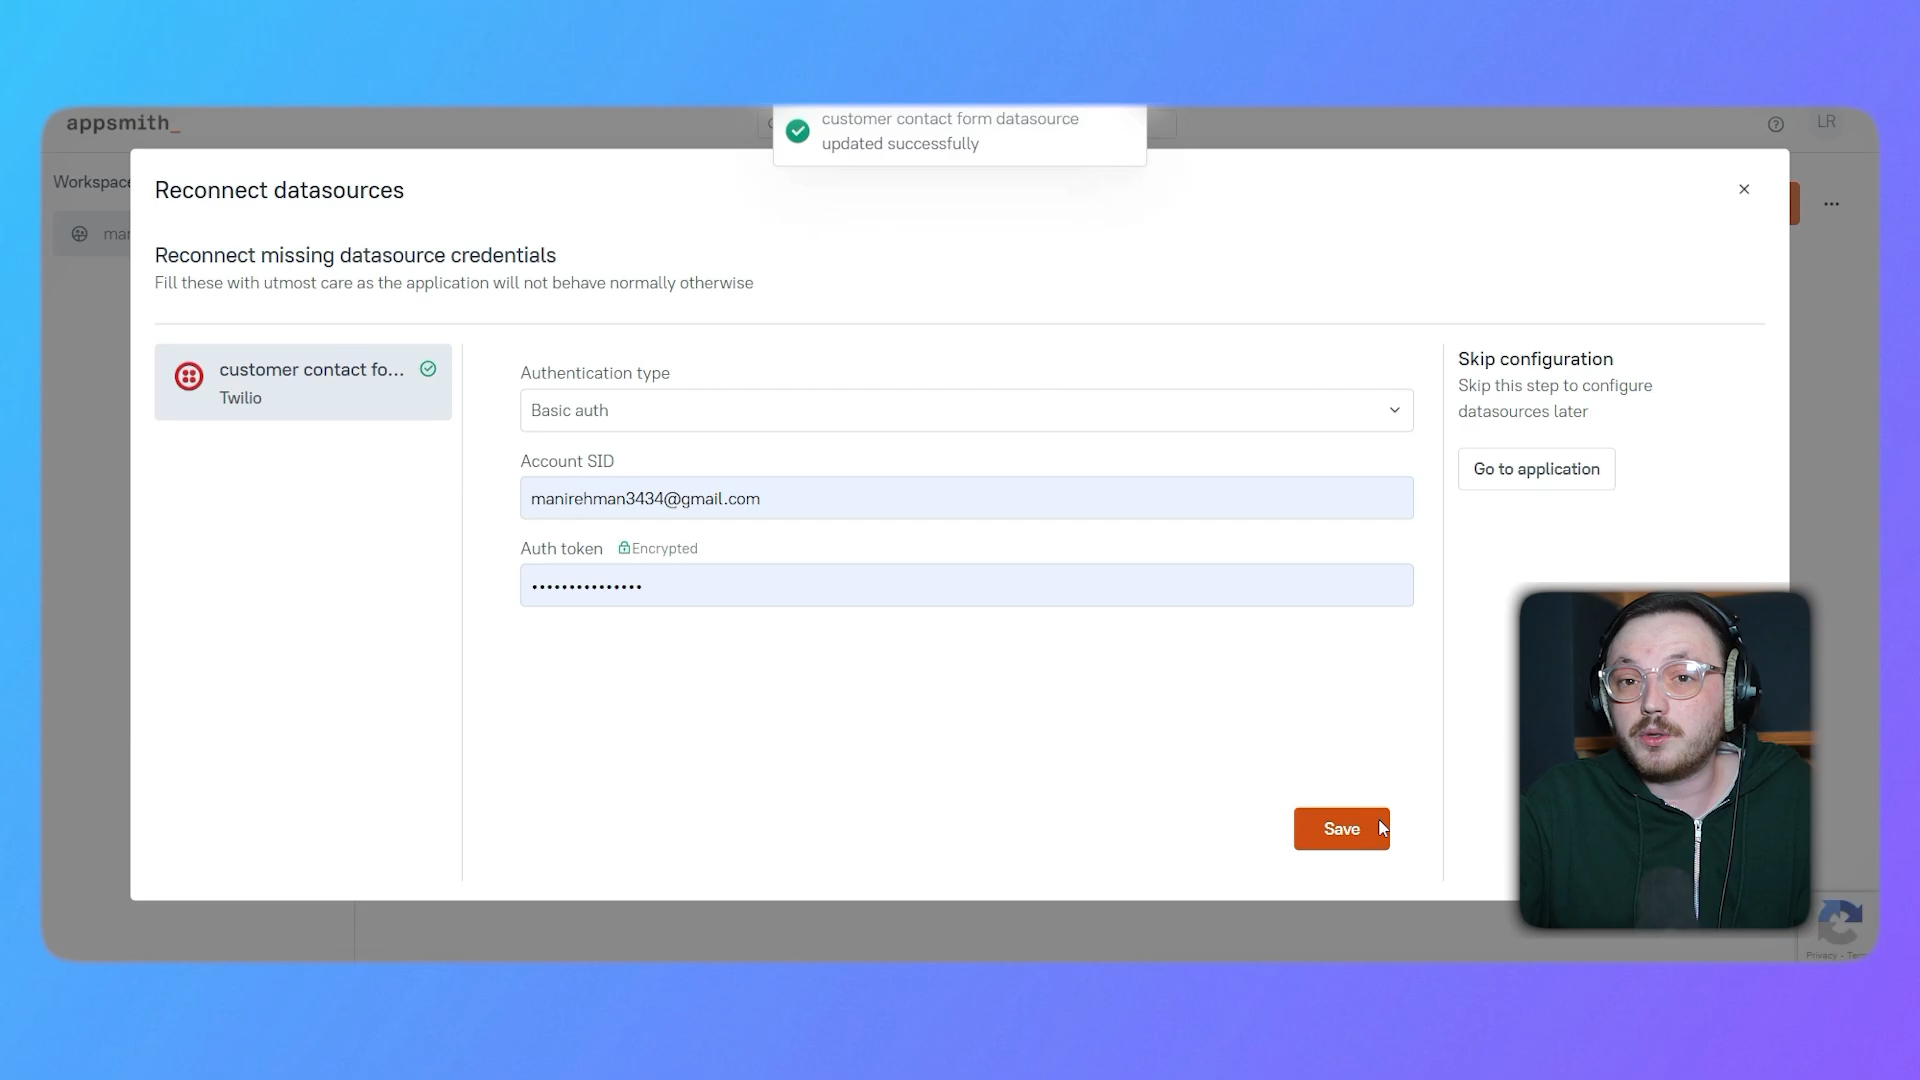 appsmith_
customer contact form datasource
updated successfully
LR
Workspace
Reconnect datasources
mar
Reconnect missing datasource credentials
Fill these with utmost care as the application will not behave normally otherwise
customer contact fo...
Twilio
Authentication type
Basic auth
Account SID
manirehman3434@gmail.com
Auth token
Encrypted
•••••••••••••••
Skip configuration
Skip this step to configure
datasources later
Go to application
Save
Privacy - Ter